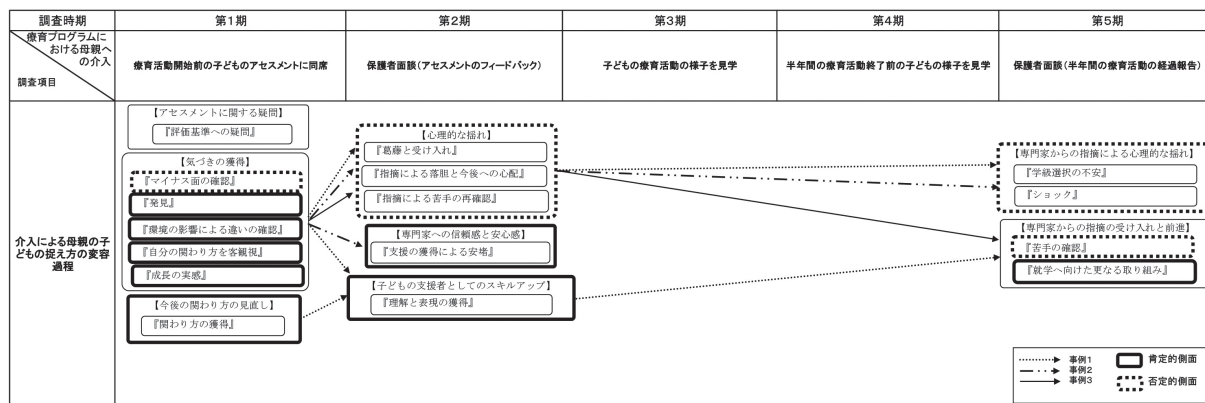 調査時期
第1期
第2期
第3期
第4期
第5期
療育プログラムに
おける母親への
介入
調査項目
療育活動開始前の子どものアセスメントに同席
保護者面談(アセスメントのフィードバック)
子どもの療育活動の様子を見学
半年間の療育活動終了前の子どもの様子を見学
保護者面談(半年間の療育活動の経過報告)
介入による母親の子
どもの捉え方の変容
過程
【アセスメントに関する疑問】
『評価基準への疑問』
【気づきの獲得】
『マイナス面の確認』
『発見』
『環境の影響による違いの確認』
『自分の関わり方を客観視』
『成長の実感』
【今後の関わり方の見直し】
『関わり方の獲得』
【心理的な揺れ】
『葛藤と受け入れ』
『指摘による落胆と今後への心配』
『指摘による苦手の再確認』
【専門家への信頼感と安心感】
『支援の獲得による安堵』
【子どもの支援者としてのスキルアップ】
『理解と表現の獲得』
【専門家からの指摘による心理的な揺れ】
『学級選択の不安』
『ショック』
【専門家からの指摘の受け入れと前進】
『苦手の確認』
『就学へ向けた更なる取り組み』
事例1
事例2
事例3
肯定的側面
否定的側面